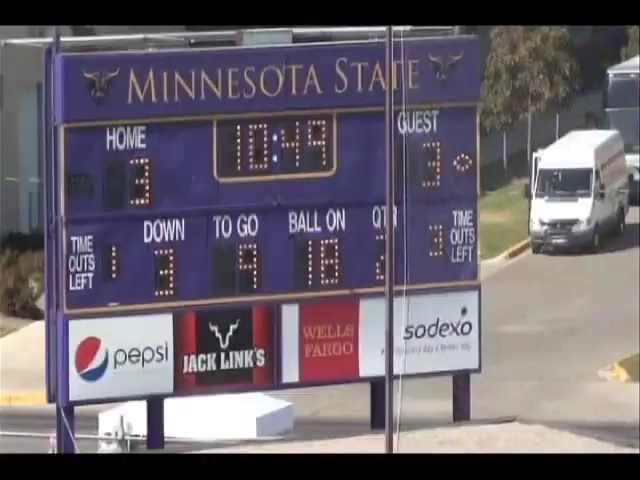 MINNESOTA STATE
HOME 10:49 GUEST
3 3
DOWN TO GO BALL ON QTR
TIME OUTS LEFT 1 3 9 18 2 3 TIME OUTS LEFT
pepsi JACK LINK'S WELLS FARGO sodexo